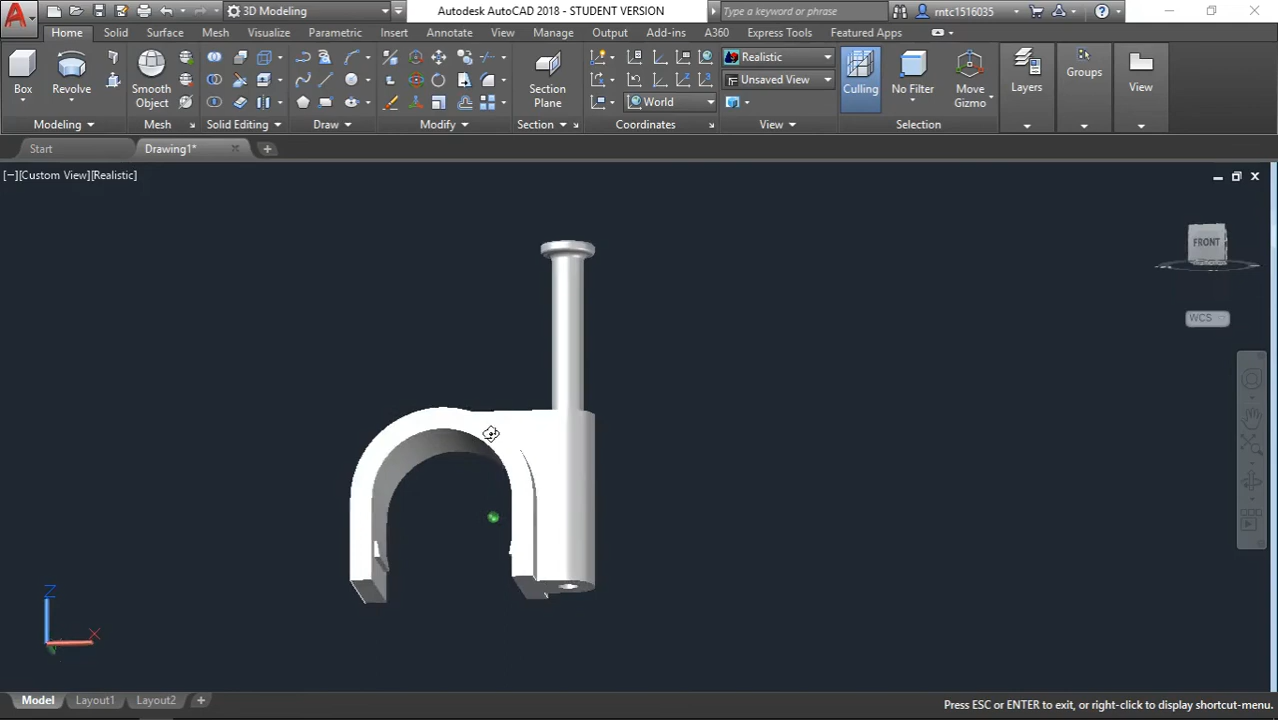 3D Modeling
Autodesk AutoCAD 2018 - STUDENT VERSION
Type a keyword or phrase
rmtc1516035
Home Solid Surface Mesh Visualize Parametric Insert Annotate View Manage Output Add-ins A360 Express Tools Featured Apps
Box
Revolve
Smooth
Object
Section
Plane
Realistic
Unsaved View
World
Culling
No Filter
Move
Gizmo
Layers
Groups
View
Modeling Mesh Solid Editing Draw Modify Section Coordinates View Selection
Start
Drawing1*
[−][Custom View][Realistic]
FRONT
WCS
Z
X
Model Layout1 Layout2
Press ESC or ENTER to exit, or right-click to display shortcut-menu.